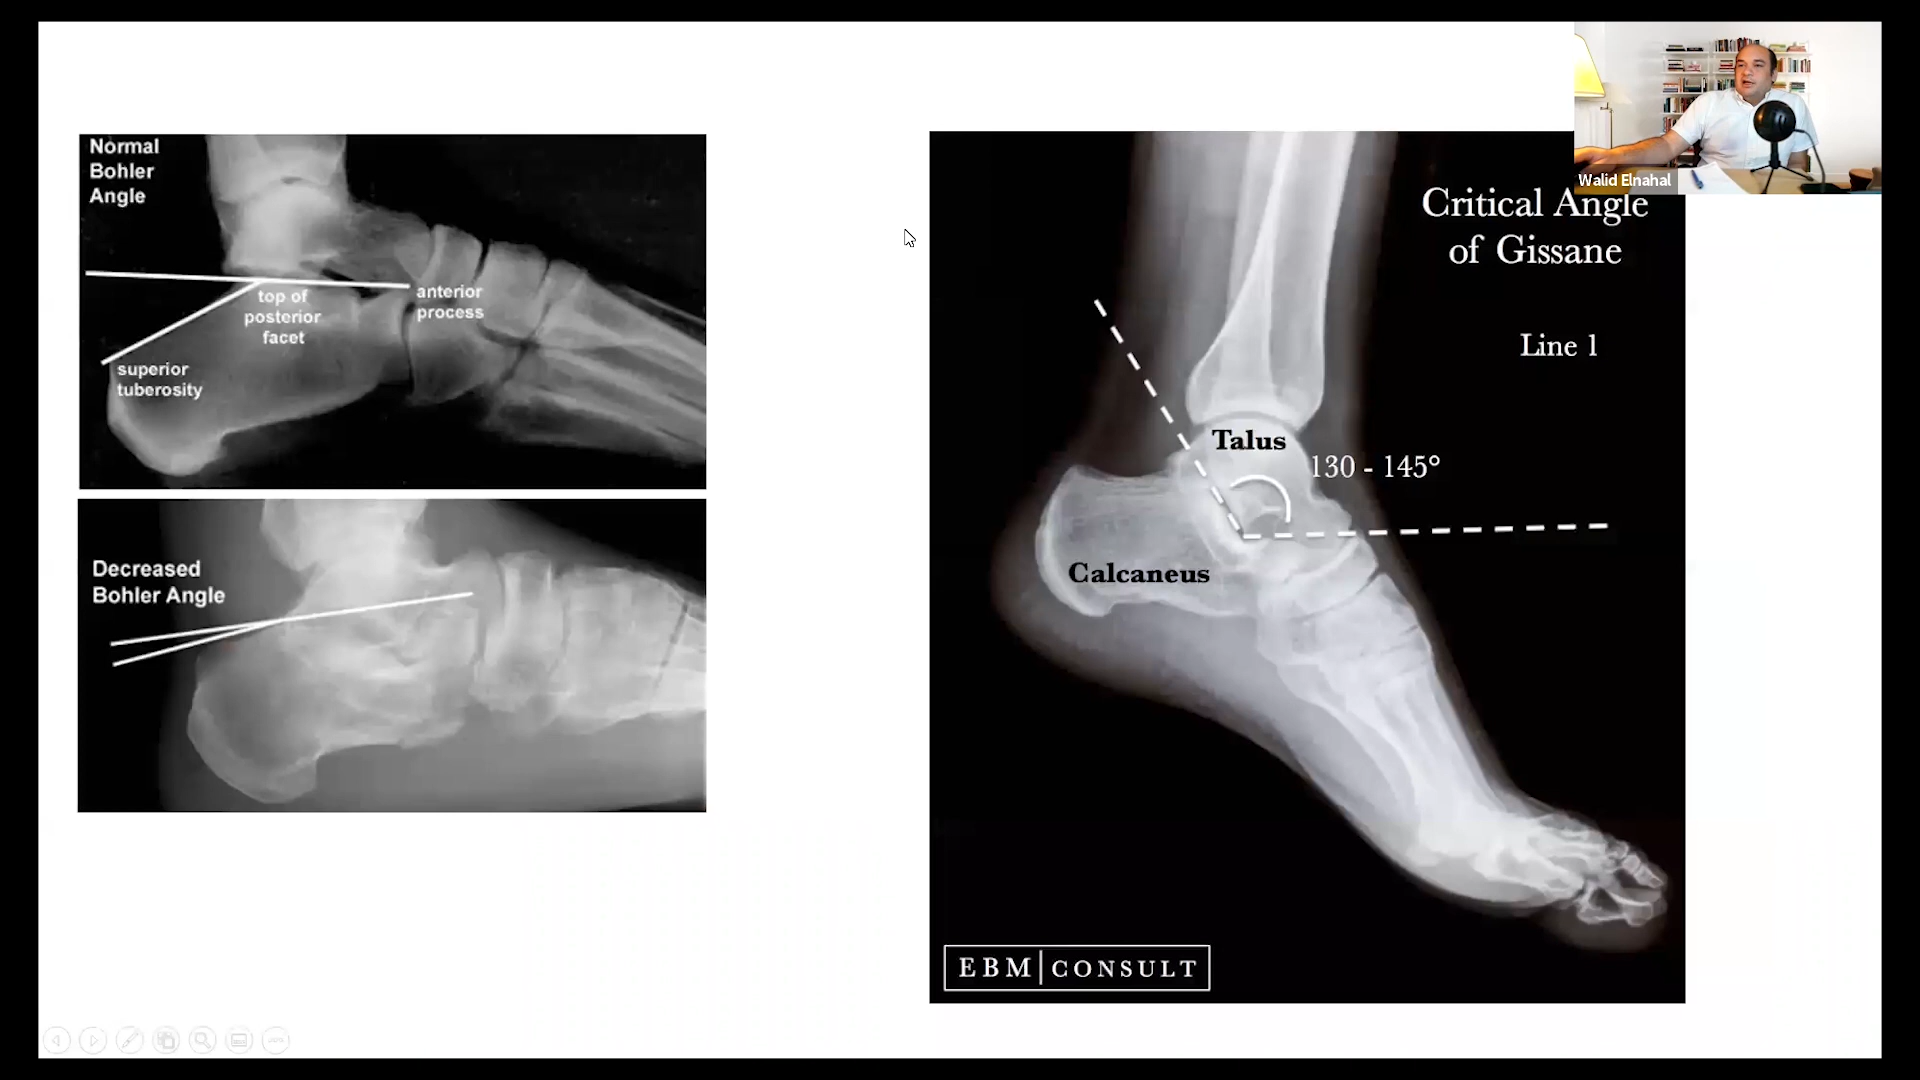 Normal
Bohler
Angle
top of
posterior
facet
anterior
process
superior
tuberosity
Decreased
Bohler Angle
Walid Elnahal
Critical Angle
of Gissane
Line 1
Talus
130 - 145°
Calcaneus
EBM|CONSULT